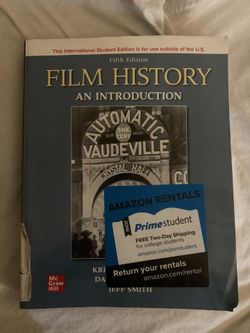 This International Student Edition is for use outside of the U.S.
Fifth Edition
FILM HISTORY
AN INTRODUCTION
AUTOMATIC
ONE
CENT
VAUDEVILLE
CRYSTAL HALL
AMAZON RENTALS
Prime student
FREE Two-Day Shipping
for college students
amazon.com/joinstudent
Return your rentals
amazon.com/rental
KRI
DA
JEFF SMITH
Mc
Graw
Hill